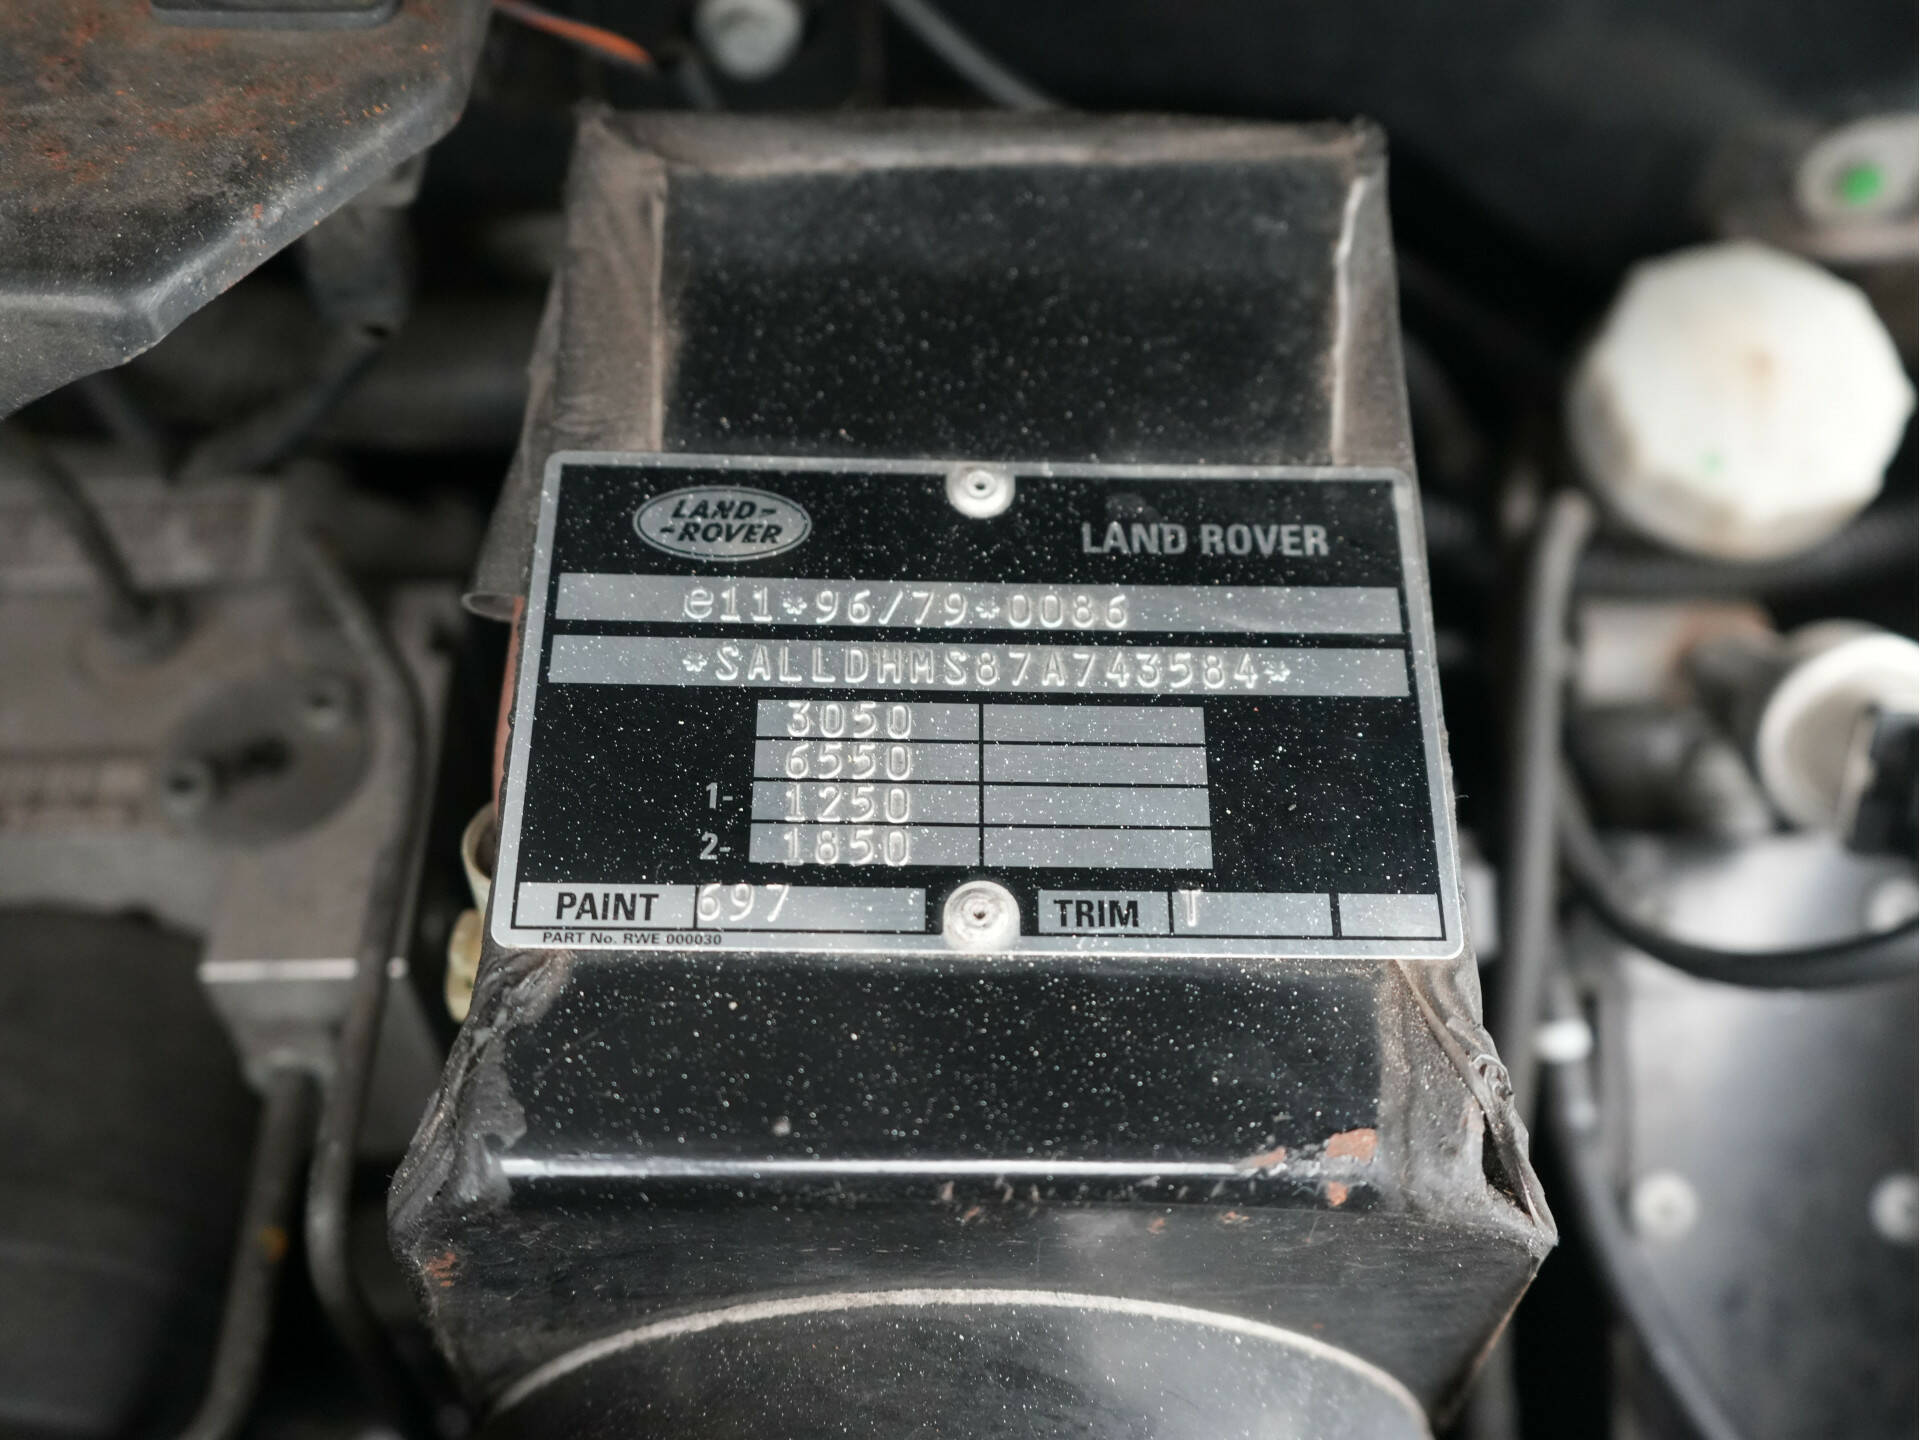 LAND-
-ROVER
LAND ROVER
e11*96/79*0086
*SALLDHMS87A743584*
3050
6550
1- 1250
2- 1850
PAINT 697 TRIM T
PART No. RWE 000030